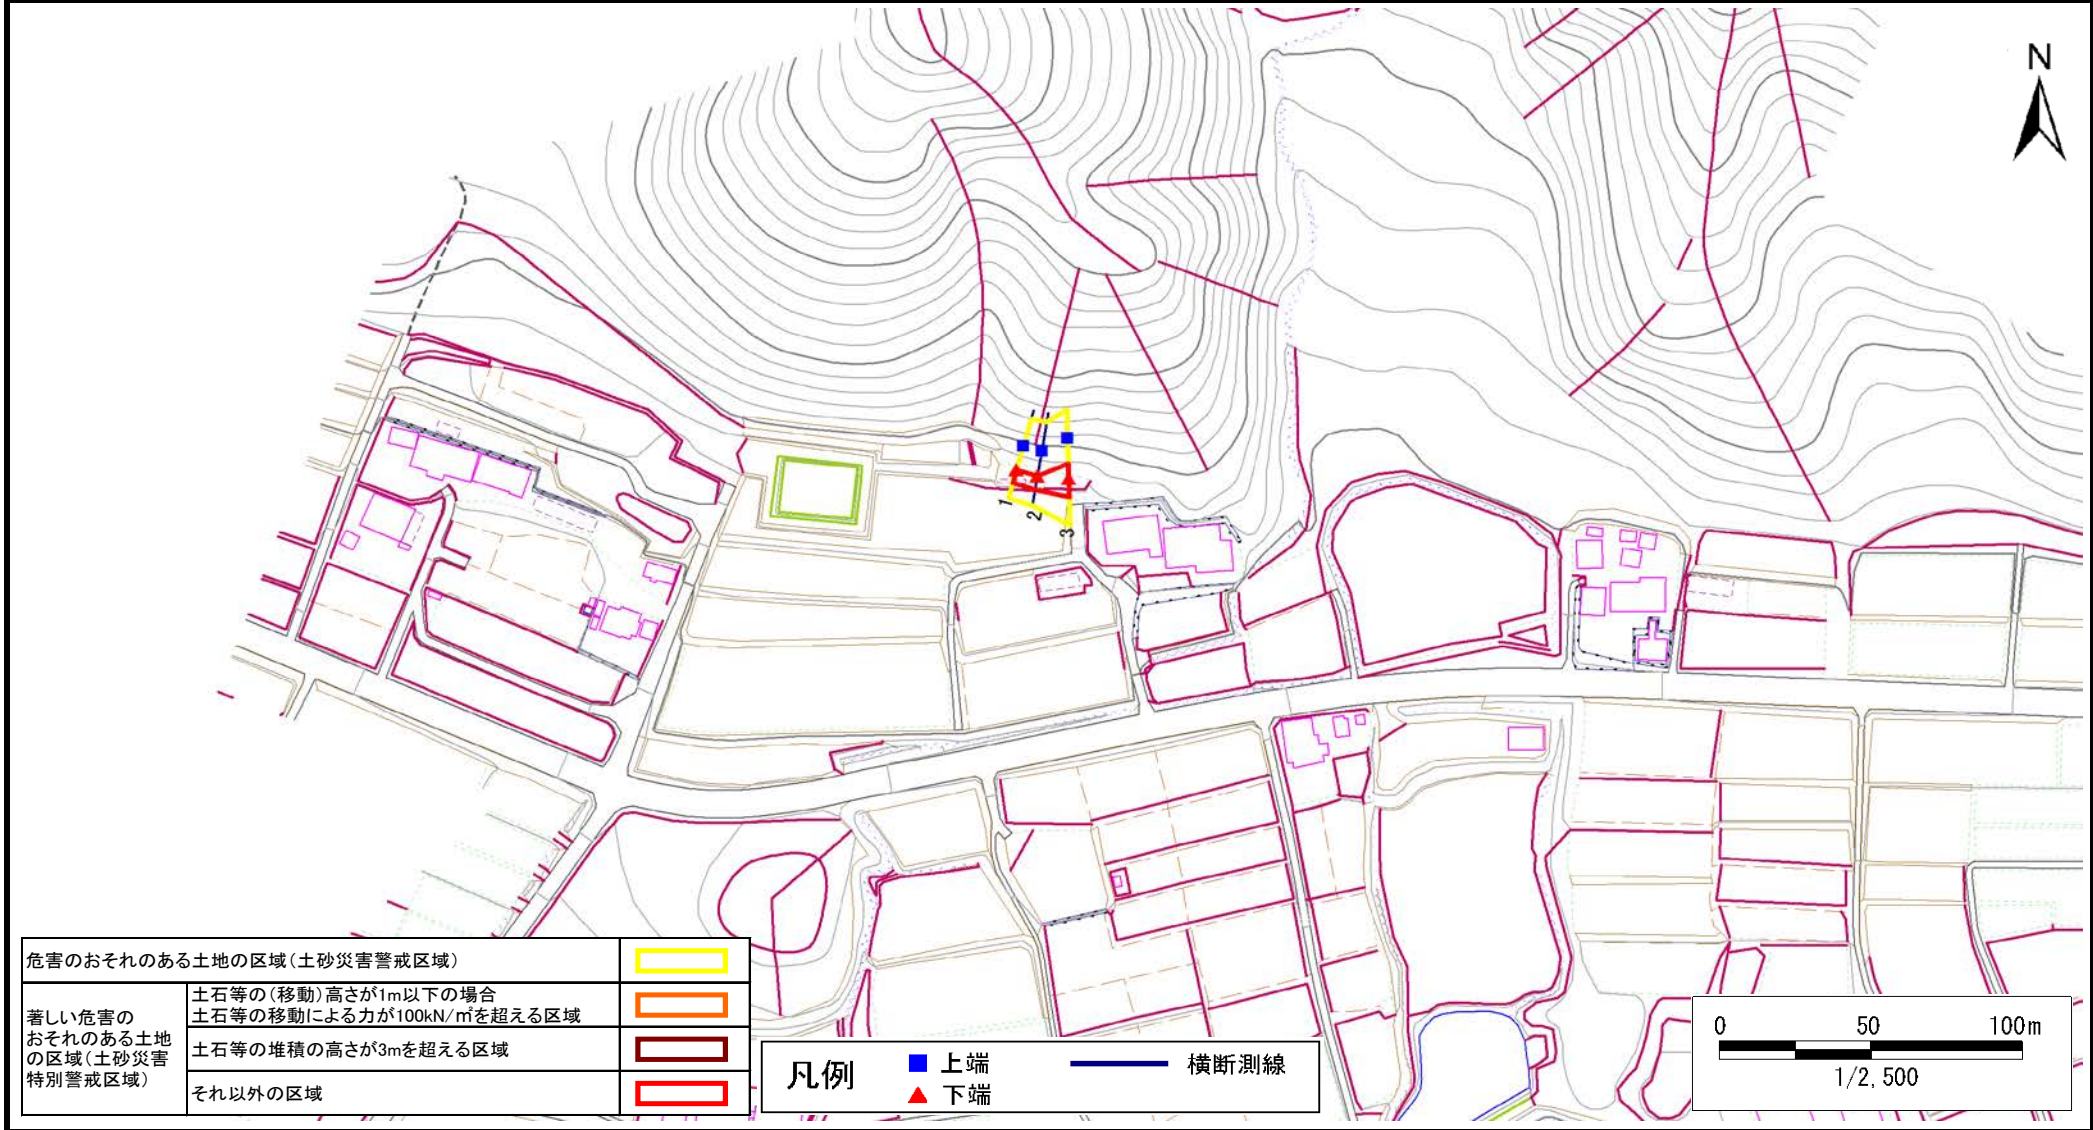 N
1
2
3
危害のおそれのある土地の区域(土砂災害警戒区域)
著しい危害の
おそれのある土地
の区域(土砂災害
特別警戒区域)
土石等の(移動)高さが1m以下の場合
土石等の移動による力が100kN/㎡を超える区域
土石等の堆積の高さが3mを超える区域
それ以外の区域
凡例
上端
下端
横断測線
0 50 100m
1/2,500